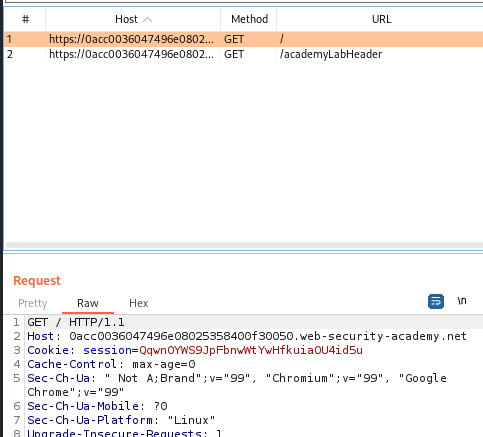 # Host Method URL
1 https://0acc0036047496e0802... GET /
2 https://0acc0036047496e0802... GET /academyLabHeader
Request
Pretty Raw Hex \n
1 GET / HTTP/1.1
2 Host: 0acc0036047496e08025358400f30050.web-security-academy.net
3 Cookie: session=QqwnOYWS9JpFbnwWtYwHfkuiaOU4id5u
4 Cache-Control: max-age=0
5 Sec-Ch-Ua: " Not A;Brand";v="99", "Chromium";v="99", "Google
Chrome";v="99"
6 Sec-Ch-Ua-Mobile: ?0
7 Sec-Ch-Ua-Platform: "Linux"
8 Upgrade-Insecure-Requests: 1